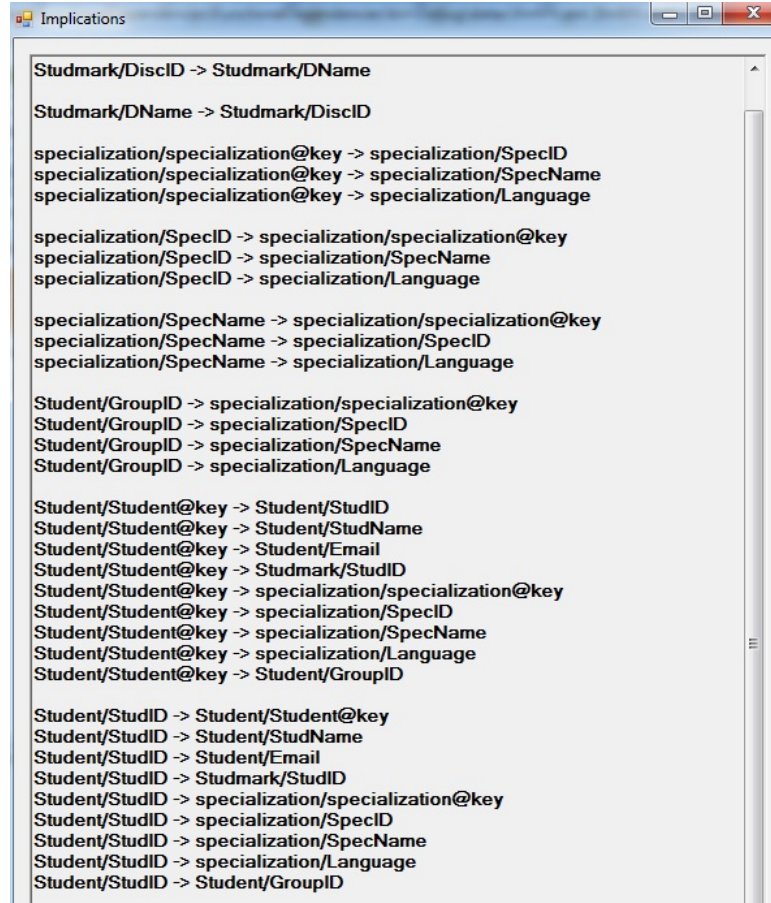 Implications
Studmark/DiscID -> Studmark/DName
Studmark/DName -> Studmark/DiscID
specialization/specialization@key -> specialization/SpecID
specialization/specialization@key -> specialization/SpecName
specialization/specialization@key -> specialization/Language
specialization/SpecID -> specialization/specialization@key
specialization/SpecID -> specialization/SpecName
specialization/SpecID -> specialization/Language
specialization/SpecName -> specialization/specialization@key
specialization/SpecName -> specialization/SpecID
specialization/SpecName -> specialization/Language
Student/GroupID -> specialization/specialization@key
Student/GroupID -> specialization/SpecID
Student/GroupID -> specialization/SpecName
Student/GroupID -> specialization/Language
Student/Student@key -> Student/StudID
Student/Student@key -> Student/StudName
Student/Student@key -> Student/Email
Student/Student@key -> Studmark/StudID
Student/Student@key -> specialization/specialization@key
Student/Student@key -> specialization/SpecID
Student/Student@key -> specialization/SpecName
Student/Student@key -> specialization/Language
Student/Student@key -> Student/GroupID
Student/StudID -> Student/Student@key
Student/StudID -> Student/StudName
Student/StudID -> Student/Email
Student/StudID -> Studmark/StudID
Student/StudID -> specialization/specialization@key
Student/StudID -> specialization/SpecID
Student/StudID -> specialization/SpecName
Student/StudID -> specialization/Language
Student/StudID -> Student/GroupID